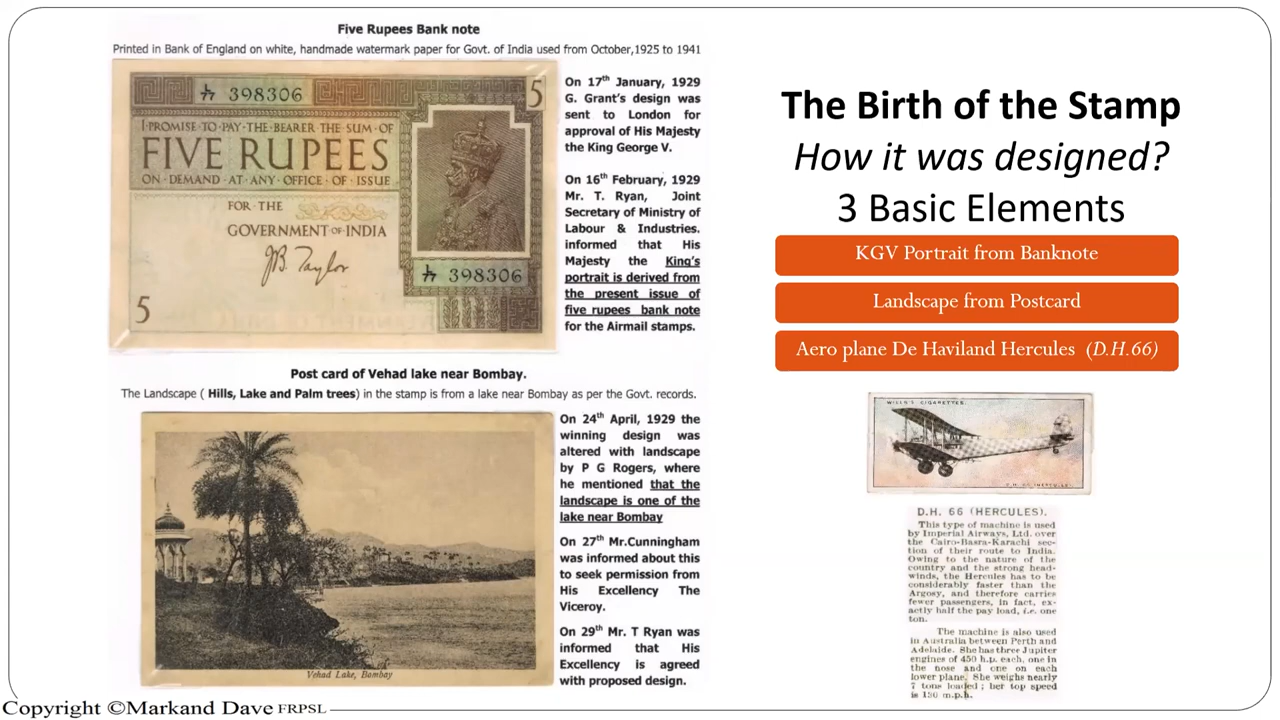 Five Rupees Bank note
Printed in Bank of England on white, handmade watermark paper for Govt. of India used from October,1925 to 1941
398306
5
I·PROMISE·TO·PAY·THE·BEARER·THE·SUM·OF
FIVE RUPEES
ON·DEMAND·AT·ANY·OFFICE·OF·ISSUE
FOR·THE
GOVERNMENT·OF·INDIA
J.B. Taylor
398306
5
On 17th January, 1929
G. Grant's design was
sent to London for
approval of His Majesty
the King George V.
On 16th February, 1929
Mr. T. Ryan, Joint
Secretary of Ministry of
Labour & Industries.
informed that His
Majesty the King's
portrait is derived from
the present issue of
five rupees bank note
for the Airmail stamps.
Post card of Vehad lake near Bombay.
The Landscape ( Hills, Lake and Palm trees) in the stamp is from a lake near Bombay as per the Govt. records.
Vehad Lake, Bombay
On 24th April, 1929 the
winning design was
altered with landscape
by P G Rogers, where
he mentioned that the
landscape is one of the
lake near Bombay
On 27th Mr.Cunningham
was informed about this
to seek permission from
His Excellency The
Viceroy.
On 29th Mr. T Ryan was
informed that His
Excellency is agreed
with proposed design.
The Birth of the Stamp
How it was designed?
3 Basic Elements
KGV Portrait from Banknote
Landscape from Postcard
Aero plane De Haviland Hercules (D.H.66)
WILLS'S CIGARETTES.
D.H. 66 (HERCULES).
D.H. 66 (HERCULES).
This type of machine is used
by Imperial Airways, Ltd. over
the Cairo-Basra-Karachi sec-
tion of their route to India.
Owing to the nature of the
country and the strong head-
winds, the Hercules has to be
considerably faster than the
Argosy, and therefore carries
fewer passengers, in fact, ex-
actly half the pay load, i.e. one
ton.
The machine is also used
in Australia between Perth and
Adelaide. She has three Jupiter
engines of 450 h.p. each, one in
the nose and one on each
lower plane. She weighs nearly
7 tons loaded ; her top speed
is 130 m.p.h.
Copyright ©Markand Dave FRPSL